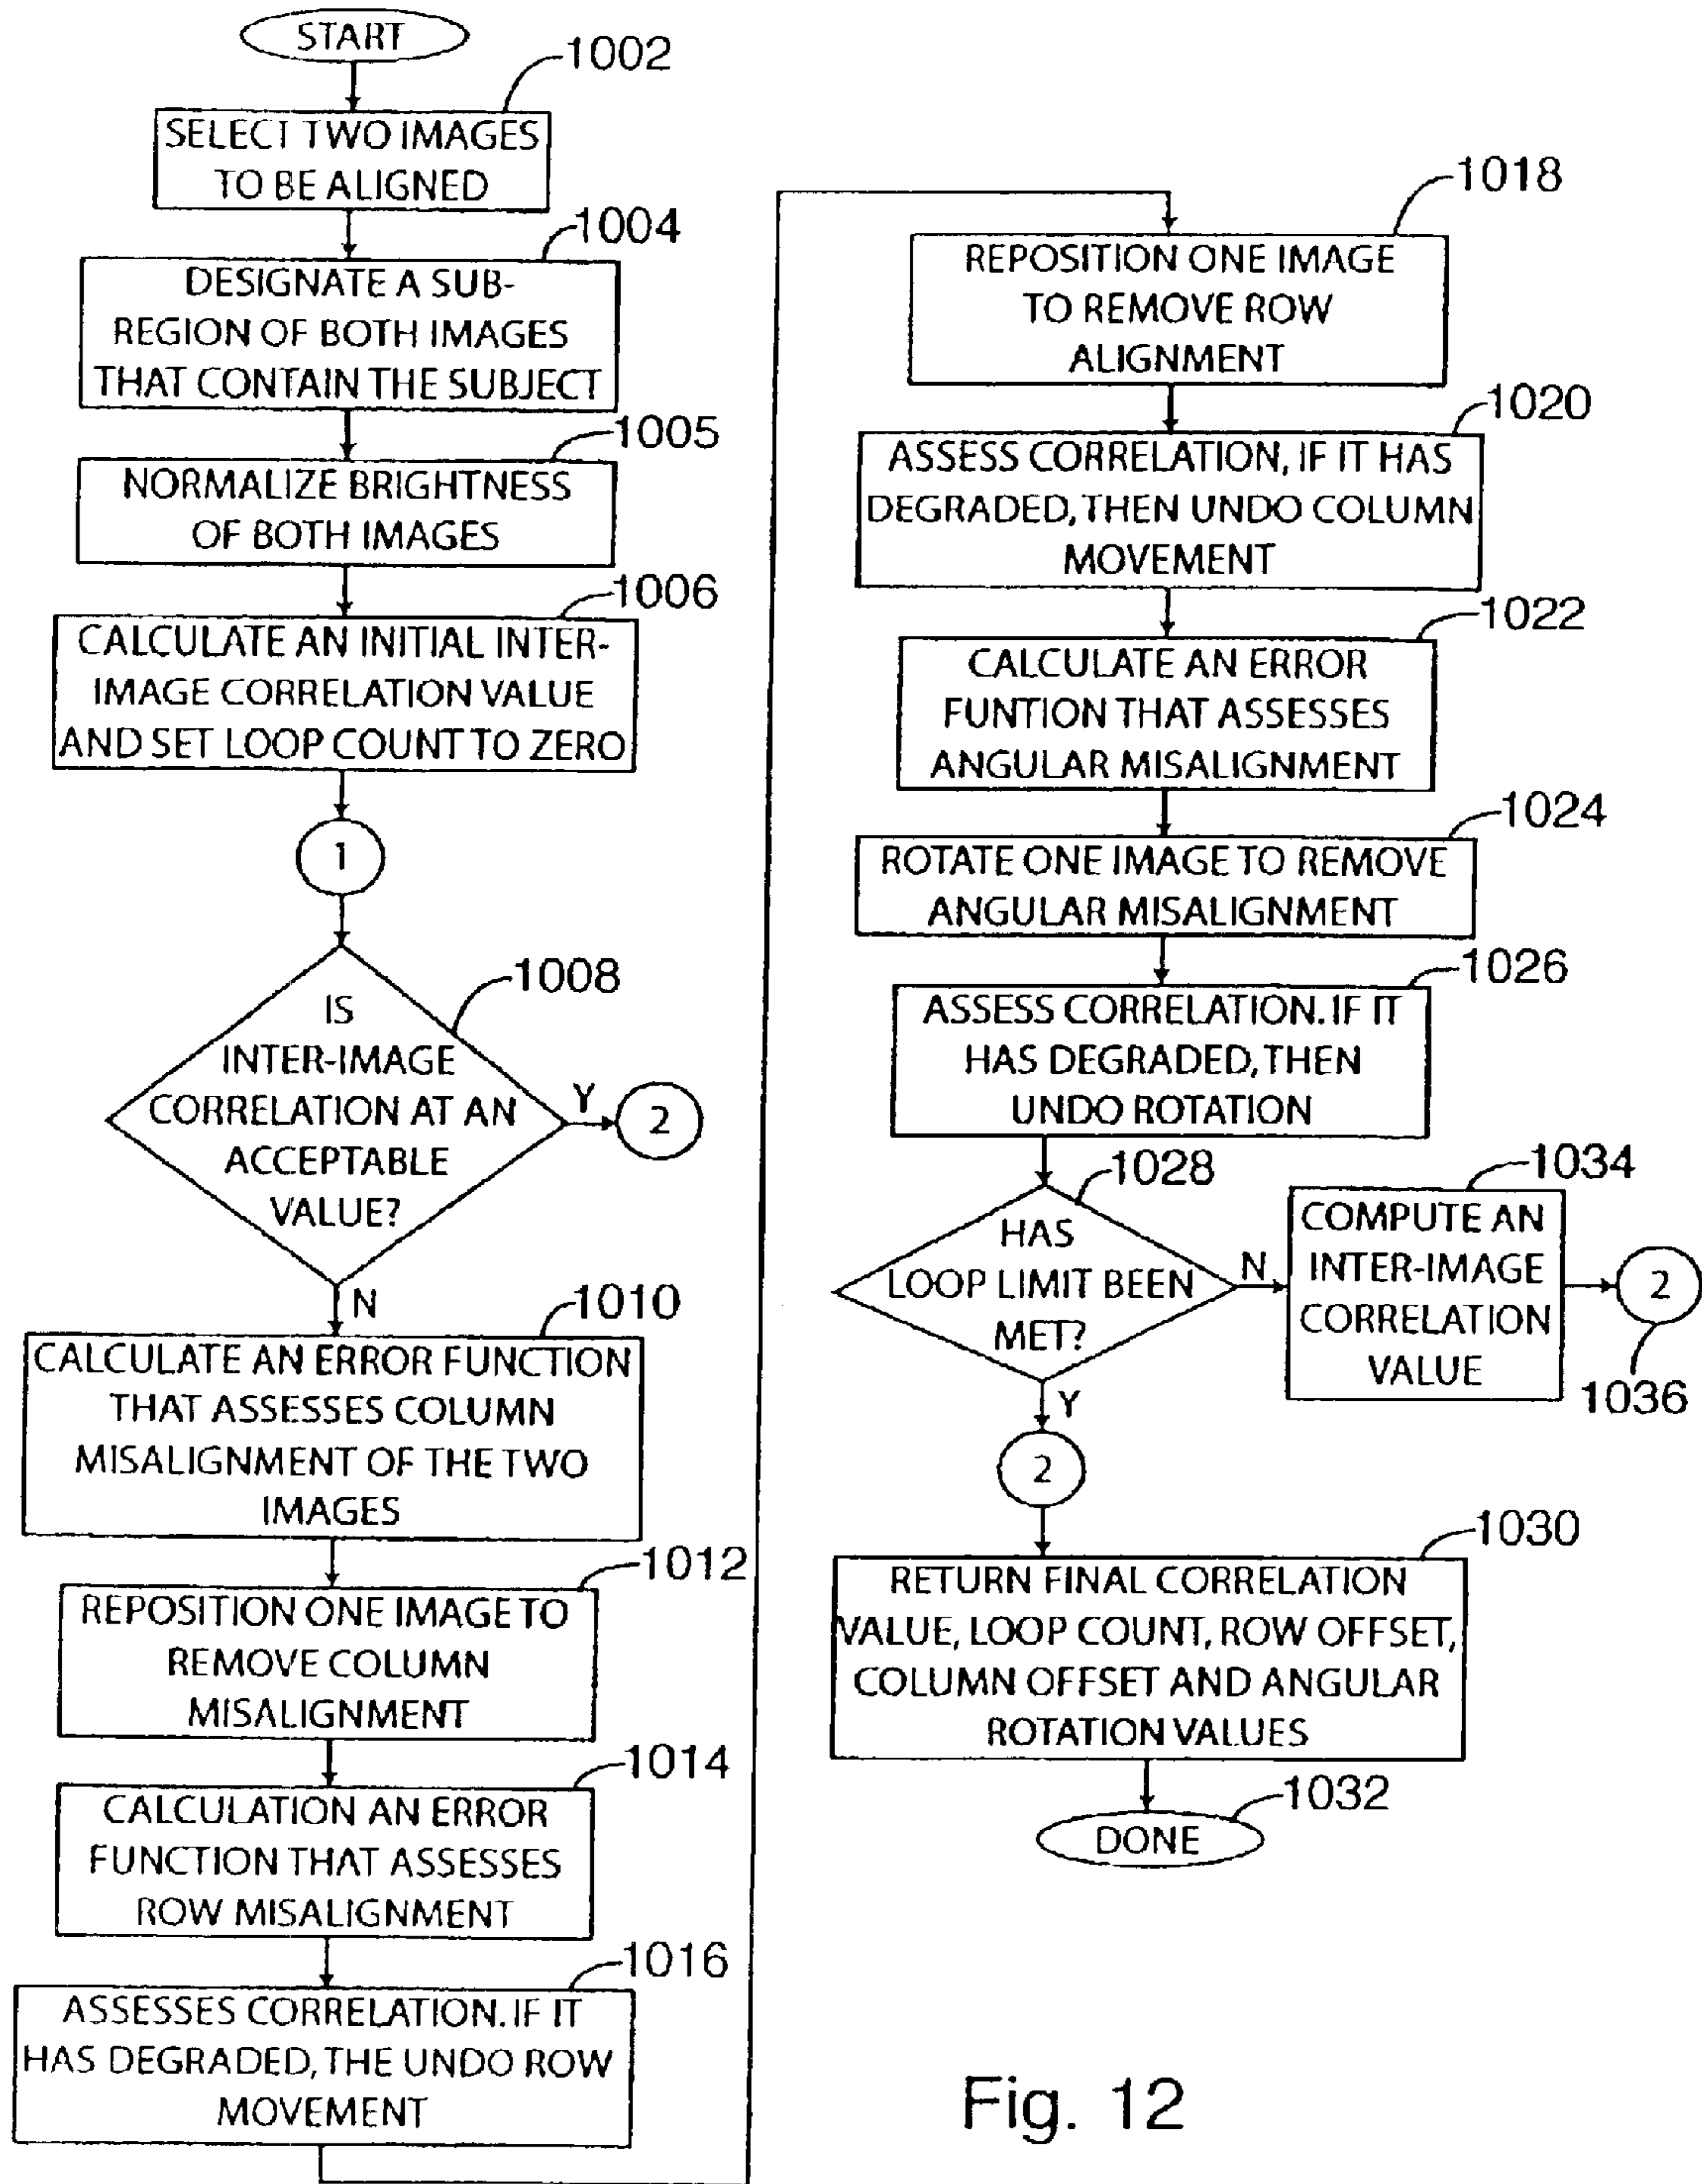 START
1002
SELECT TWO IMAGES
TO BE ALIGNED
1004
DESIGNATE A SUB-
REGION OF BOTH IMAGES
THAT CONTAIN THE SUBJECT
1005
NORMALIZE BRIGHTNESS
OF BOTH IMAGES
1006
CALCULATE AN INITIAL INTER-
IMAGE CORRELATION VALUE
AND SET LOOP COUNT TO ZERO
1
1008
IS
INTER-IMAGE
CORRELATION AT AN
ACCEPTABLE
VALUE?
Y
2
N
1010
CALCULATE AN ERROR FUNCTION
THAT ASSESSES COLUMN
MISALIGNMENT OF THE TWO
IMAGES
1012
REPOSITION ONE IMAGE TO
REMOVE COLUMN
MISALIGNMENT
1014
CALCULATION AN ERROR
FUNCTION THAT ASSESSES
ROW MISALIGNMENT
1016
ASSESSES CORRELATION. IF IT
HAS DEGRADED, THE UNDO ROW
MOVEMENT
1018
REPOSITION ONE IMAGE
TO REMOVE ROW
ALIGNMENT
1020
ASSESS CORRELATION, IF IT HAS
DEGRADED, THEN UNDO COLUMN
MOVEMENT
1022
CALCULATE AN ERROR
FUNTION THAT ASSESSES
ANGULAR MISALIGNMENT
1024
ROTATE ONE IMAGE TO REMOVE
ANGULAR MISALIGNMENT
1026
ASSESS CORRELATION. IF IT
HAS DEGRADED, THEN
UNDO ROTATION
1028
HAS
LOOP LIMIT BEEN
MET?
N
1034
COMPUTE AN
INTER-IMAGE
CORRELATION
VALUE
2
1036
Y
2
1030
RETURN FINAL CORRELATION
VALUE, LOOP COUNT, ROW OFFSET,
COLUMN OFFSET AND ANGULAR
ROTATION VALUES
1032
DONE
Fig. 12